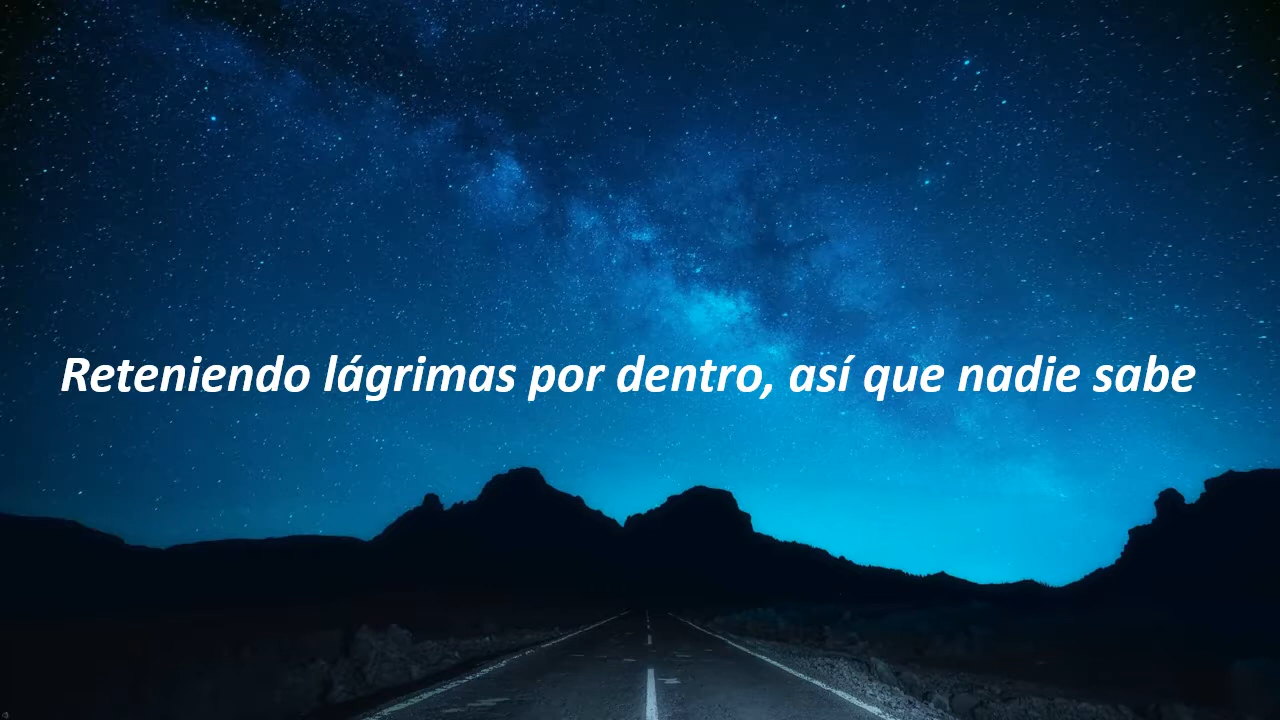 Reteniendo lágrimas por dentro, así que nadie sabe